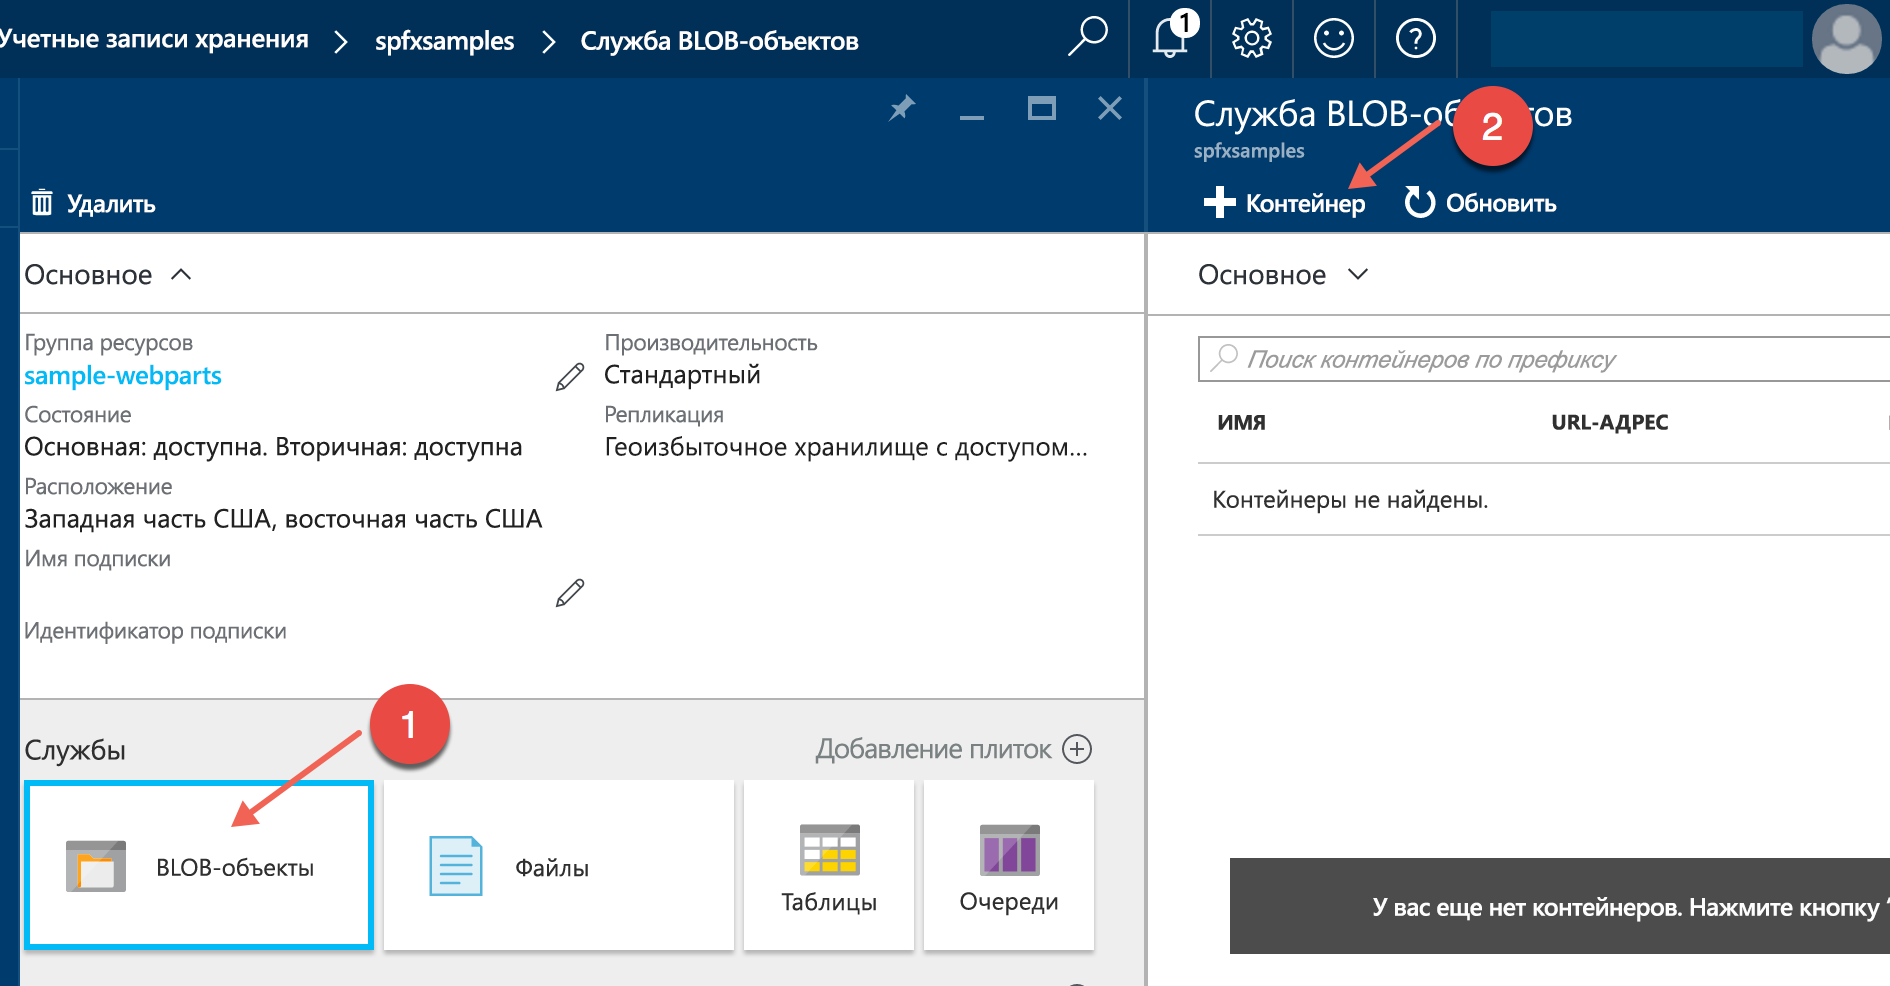 Учетные записи хранения > spfxsamples > Служба BLOB-объектов
1
Удалить
Основное
Группа ресурсов
sample-webparts
Состояние
Основная: доступна. Вторичная: доступна
Расположение
Западная часть США, восточная часть США
Имя подписки
Идентификатор подписки
Производительность
Стандартный
Репликация
Геоизбыточное хранилище с доступом...
1
Службы
Добавление плиток
BLOB-объекты
Файлы
Таблицы
Очереди
Служба BLOB-об тов
2
spfxsamples
Контейнер
Обновить
Основное
Поиск контейнеров по префиксу
ИМЯ
URL-АДРЕС
Контейнеры не найдены.
У вас еще нет контейнеров. Нажмите кнопку